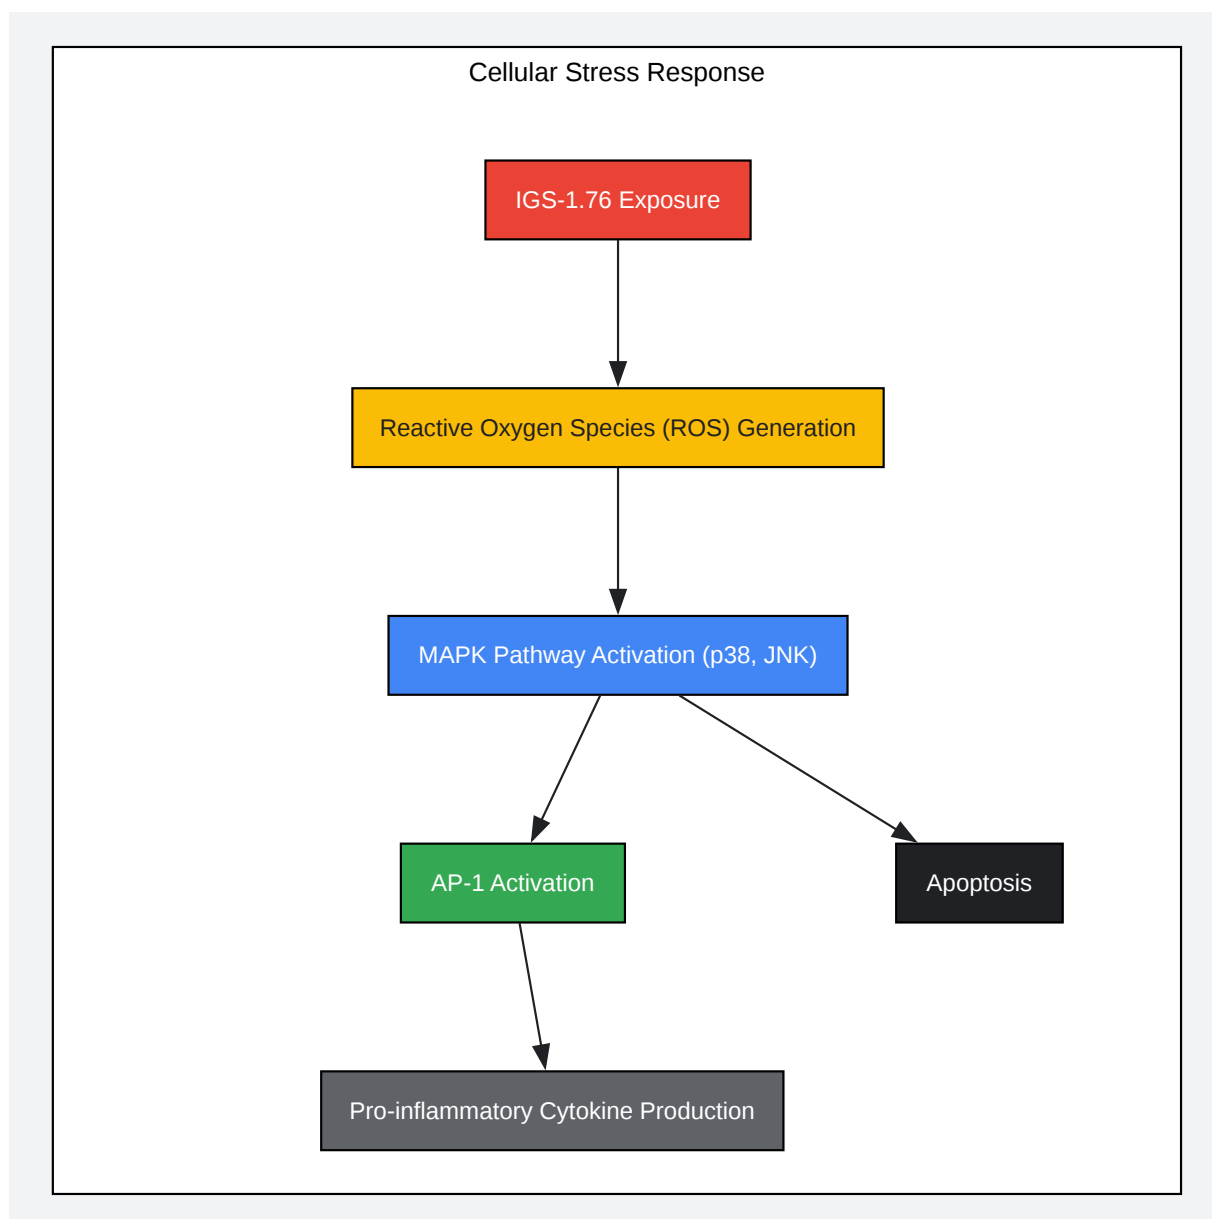 Cellular Stress Response
IGS-1.76 Exposure
Reactive Oxygen Species (ROS) Generation
MAPK Pathway Activation (p38, JNK)
AP-1 Activation
Apoptosis
Pro-inflammatory Cytokine Production